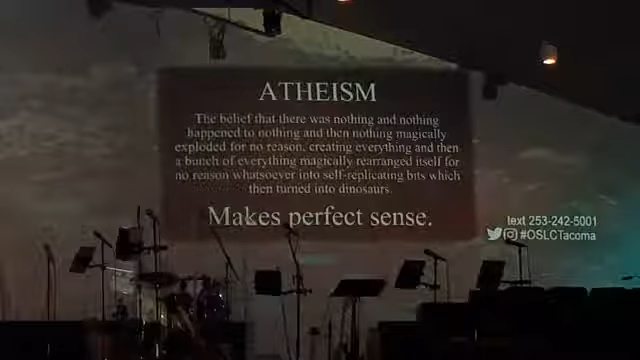 ATHEISM
The belief that there was nothing and nothing
happened to nothing and then nothing magically
exploded for no reason, creating everything and then
a bunch of everything magically rearranged itself for
no reason whatsoever into self-replicating bits which
then turned into dinosaurs.
Makes perfect sense.
text 253-242-5001
#OSLCTacoma